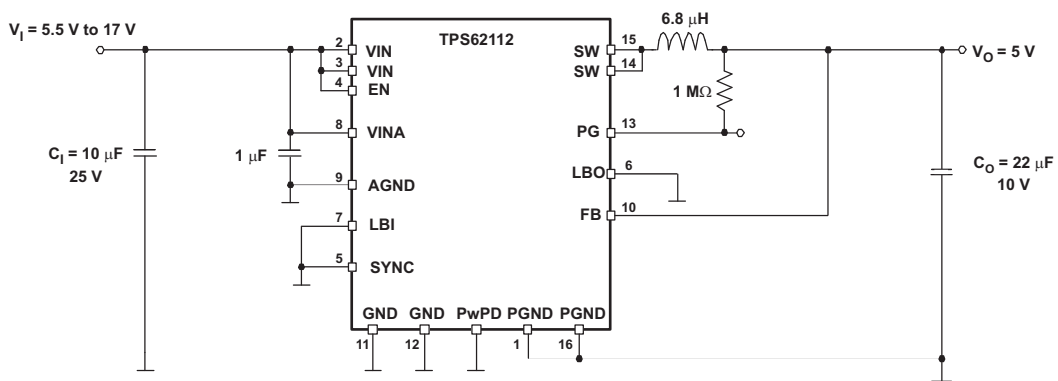 V_I = 5.5 V to 17 V
TPS62112
6.8 μH
2 VIN
3 VIN
4 EN
8 VINA
9 AGND
7 LBI
5 SYNC
C_I = 10 μF
25 V
1 μF
SW 15
SW 14
1 MΩ
PG 13
LBO 6
FB 10
V_O = 5 V
C_O = 22 μF
10 V
GND GND PwPD PGND PGND
11 12 1 16